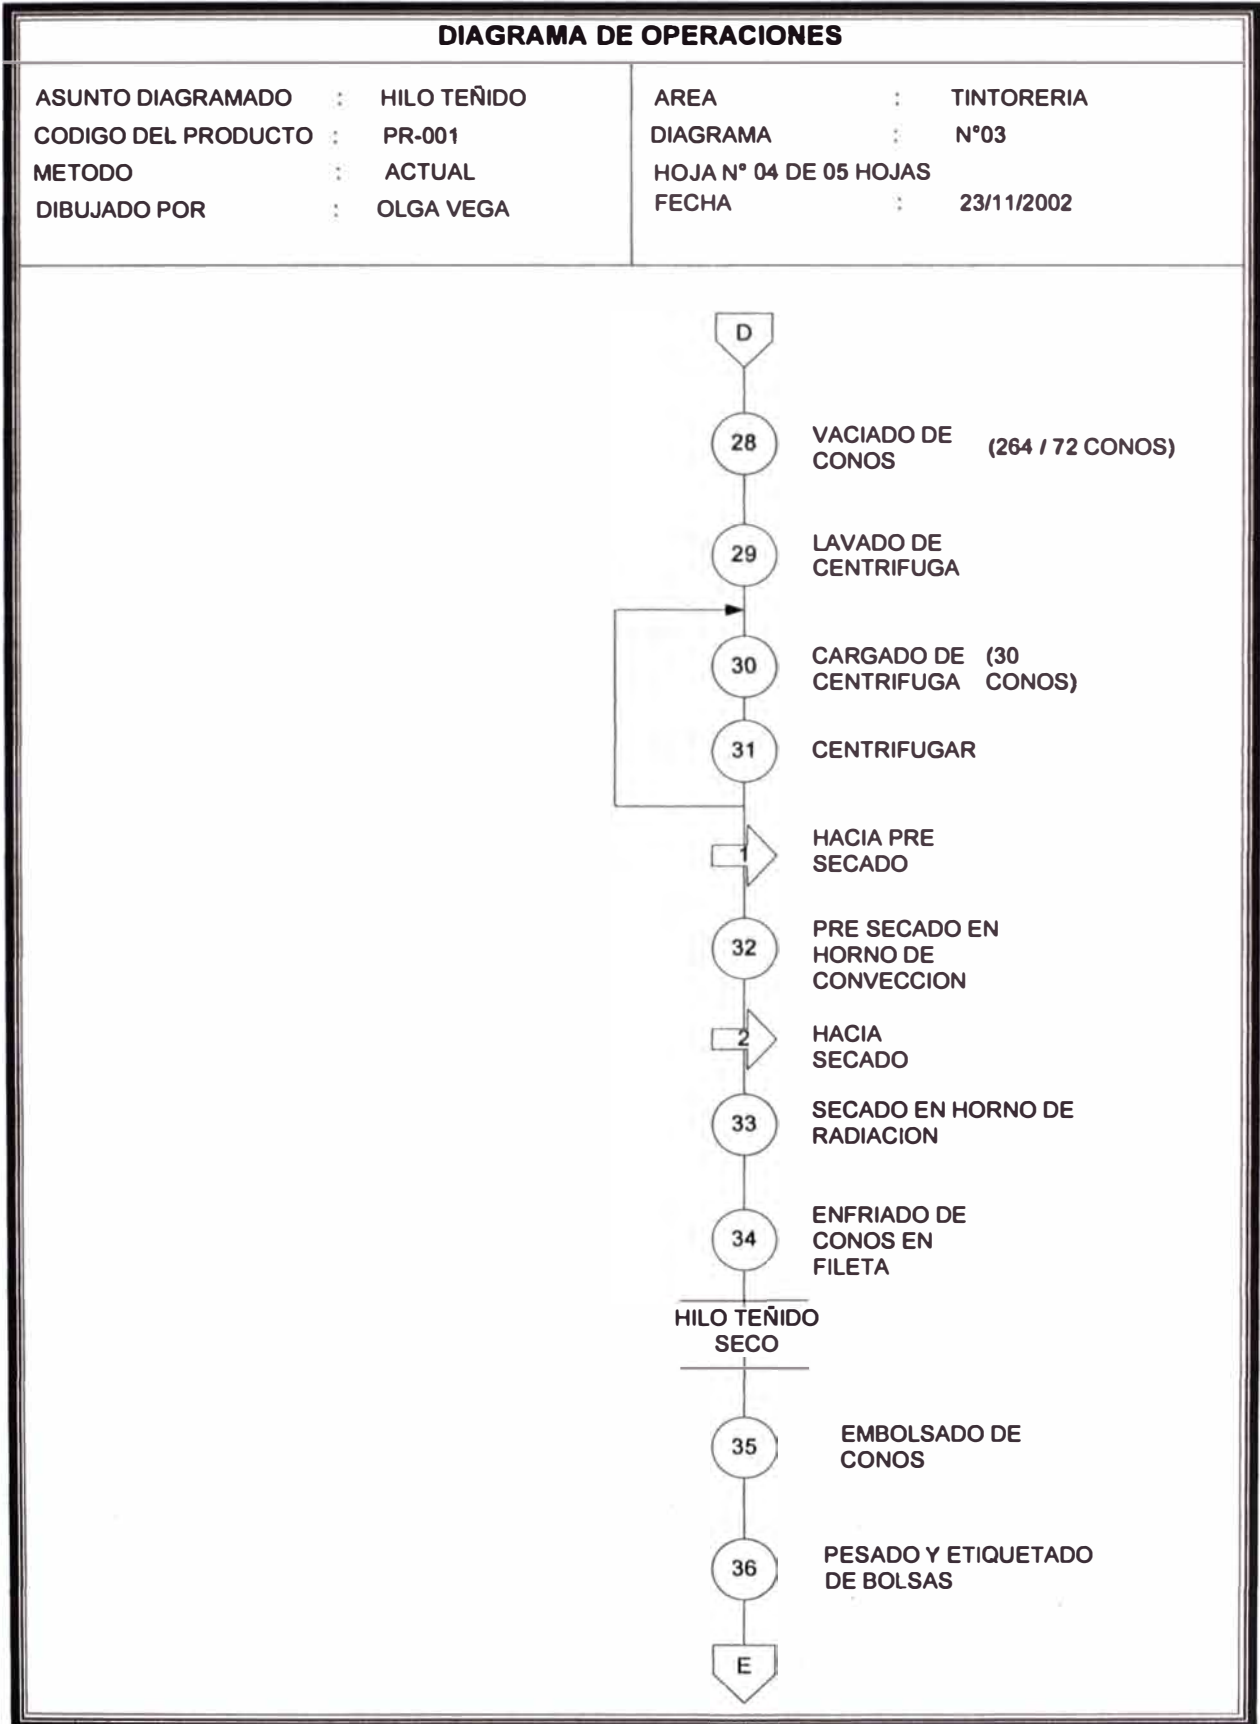 DIAGRAMA DE OPERACIONES
ASUNTO DIAGRAMADO : HILO TEÑIDO
CODIGO DEL PRODUCTO : PR-001
METODO : ACTUAL
DIBUJADO POR : OLGA VEGA
AREA : TINTORERIA
DIAGRAMA : N°03
HOJA N° 04 DE 05 HOJAS
FECHA : 23/11/2002
D
28 VACIADO DE (264 / 72 CONOS)
CONOS
29 LAVADO DE
CENTRIFUGA
30 CARGADO DE (30
CENTRIFUGA CONOS)
31 CENTRIFUGAR
1 HACIA PRE
SECADO
32 PRE SECADO EN
HORNO DE
CONVECCION
2 HACIA
SECADO
33 SECADO EN HORNO DE
RADIACION
34 ENFRIADO DE
CONOS EN
FILETA
HILO TEÑIDO
SECO
35 EMBOLSADO DE
CONOS
36 PESADO Y ETIQUETADO
DE BOLSAS
E